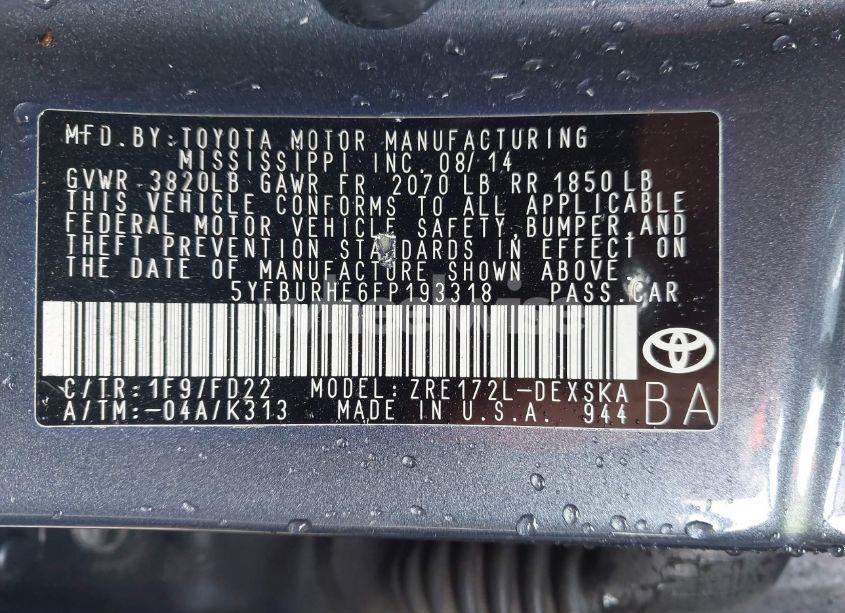 MFD.BY:TOYOTA MOTOR MANUFACTURING
MISSISSIPPI INC. 08/14
GVWR 3820LB GAWR FR 2070 LB RR 1850 LB
THIS VEHICLE CONFORMS TO ALL APPLICABLE
FEDERAL MOTOR VEHICLE SAFETY,BUMPER,AND
THEFT PREVENTION STANDARDS IN EFFECT ON
THE DATE OF MANUFACTURE SHOWN ABOVE.
5YFBURHE6FP193318 PASS.CAR
wheelwise
C/TR:1F9/FD22 MODEL:ZRE172L-DEXSKA
A/TM:-04A/K313 MADE IN U.S.A. 944 BA